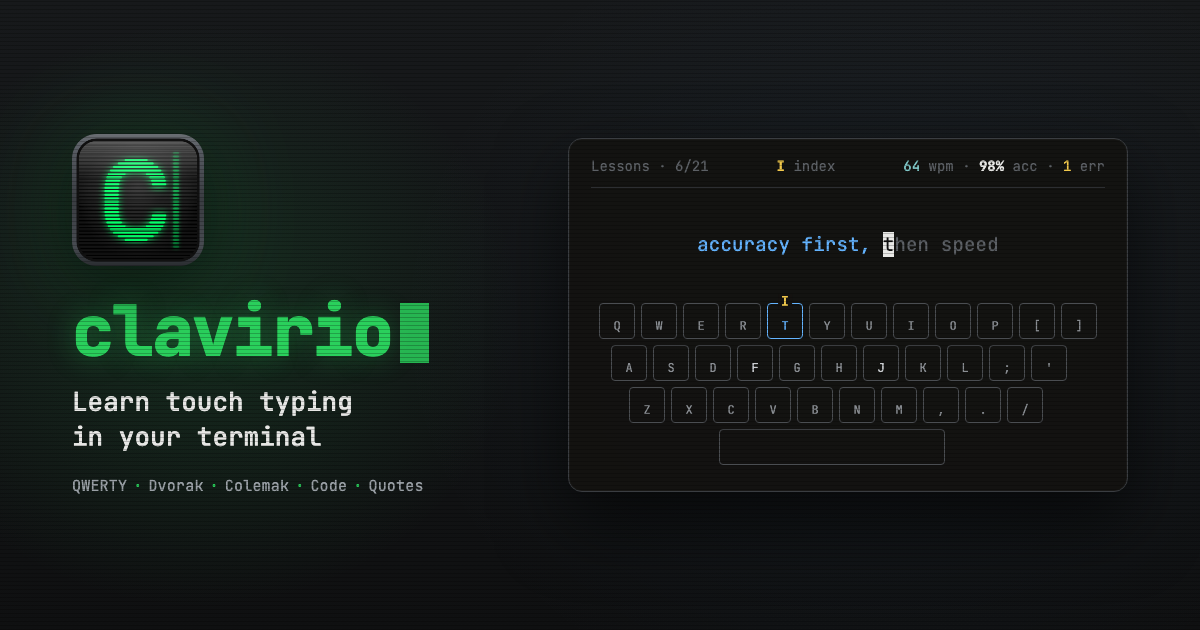 C
clavirio
Learn touch typing
in your terminal
QWERTY · Dvorak · Colemak · Code · Quotes
Lessons · 6/21 I index 64 wpm · 98% acc · 1 err
accuracy first, then speed
I
Q W E R T Y U I O P [ ]
A S D F G H J K L ; '
Z X C V B N M , . /